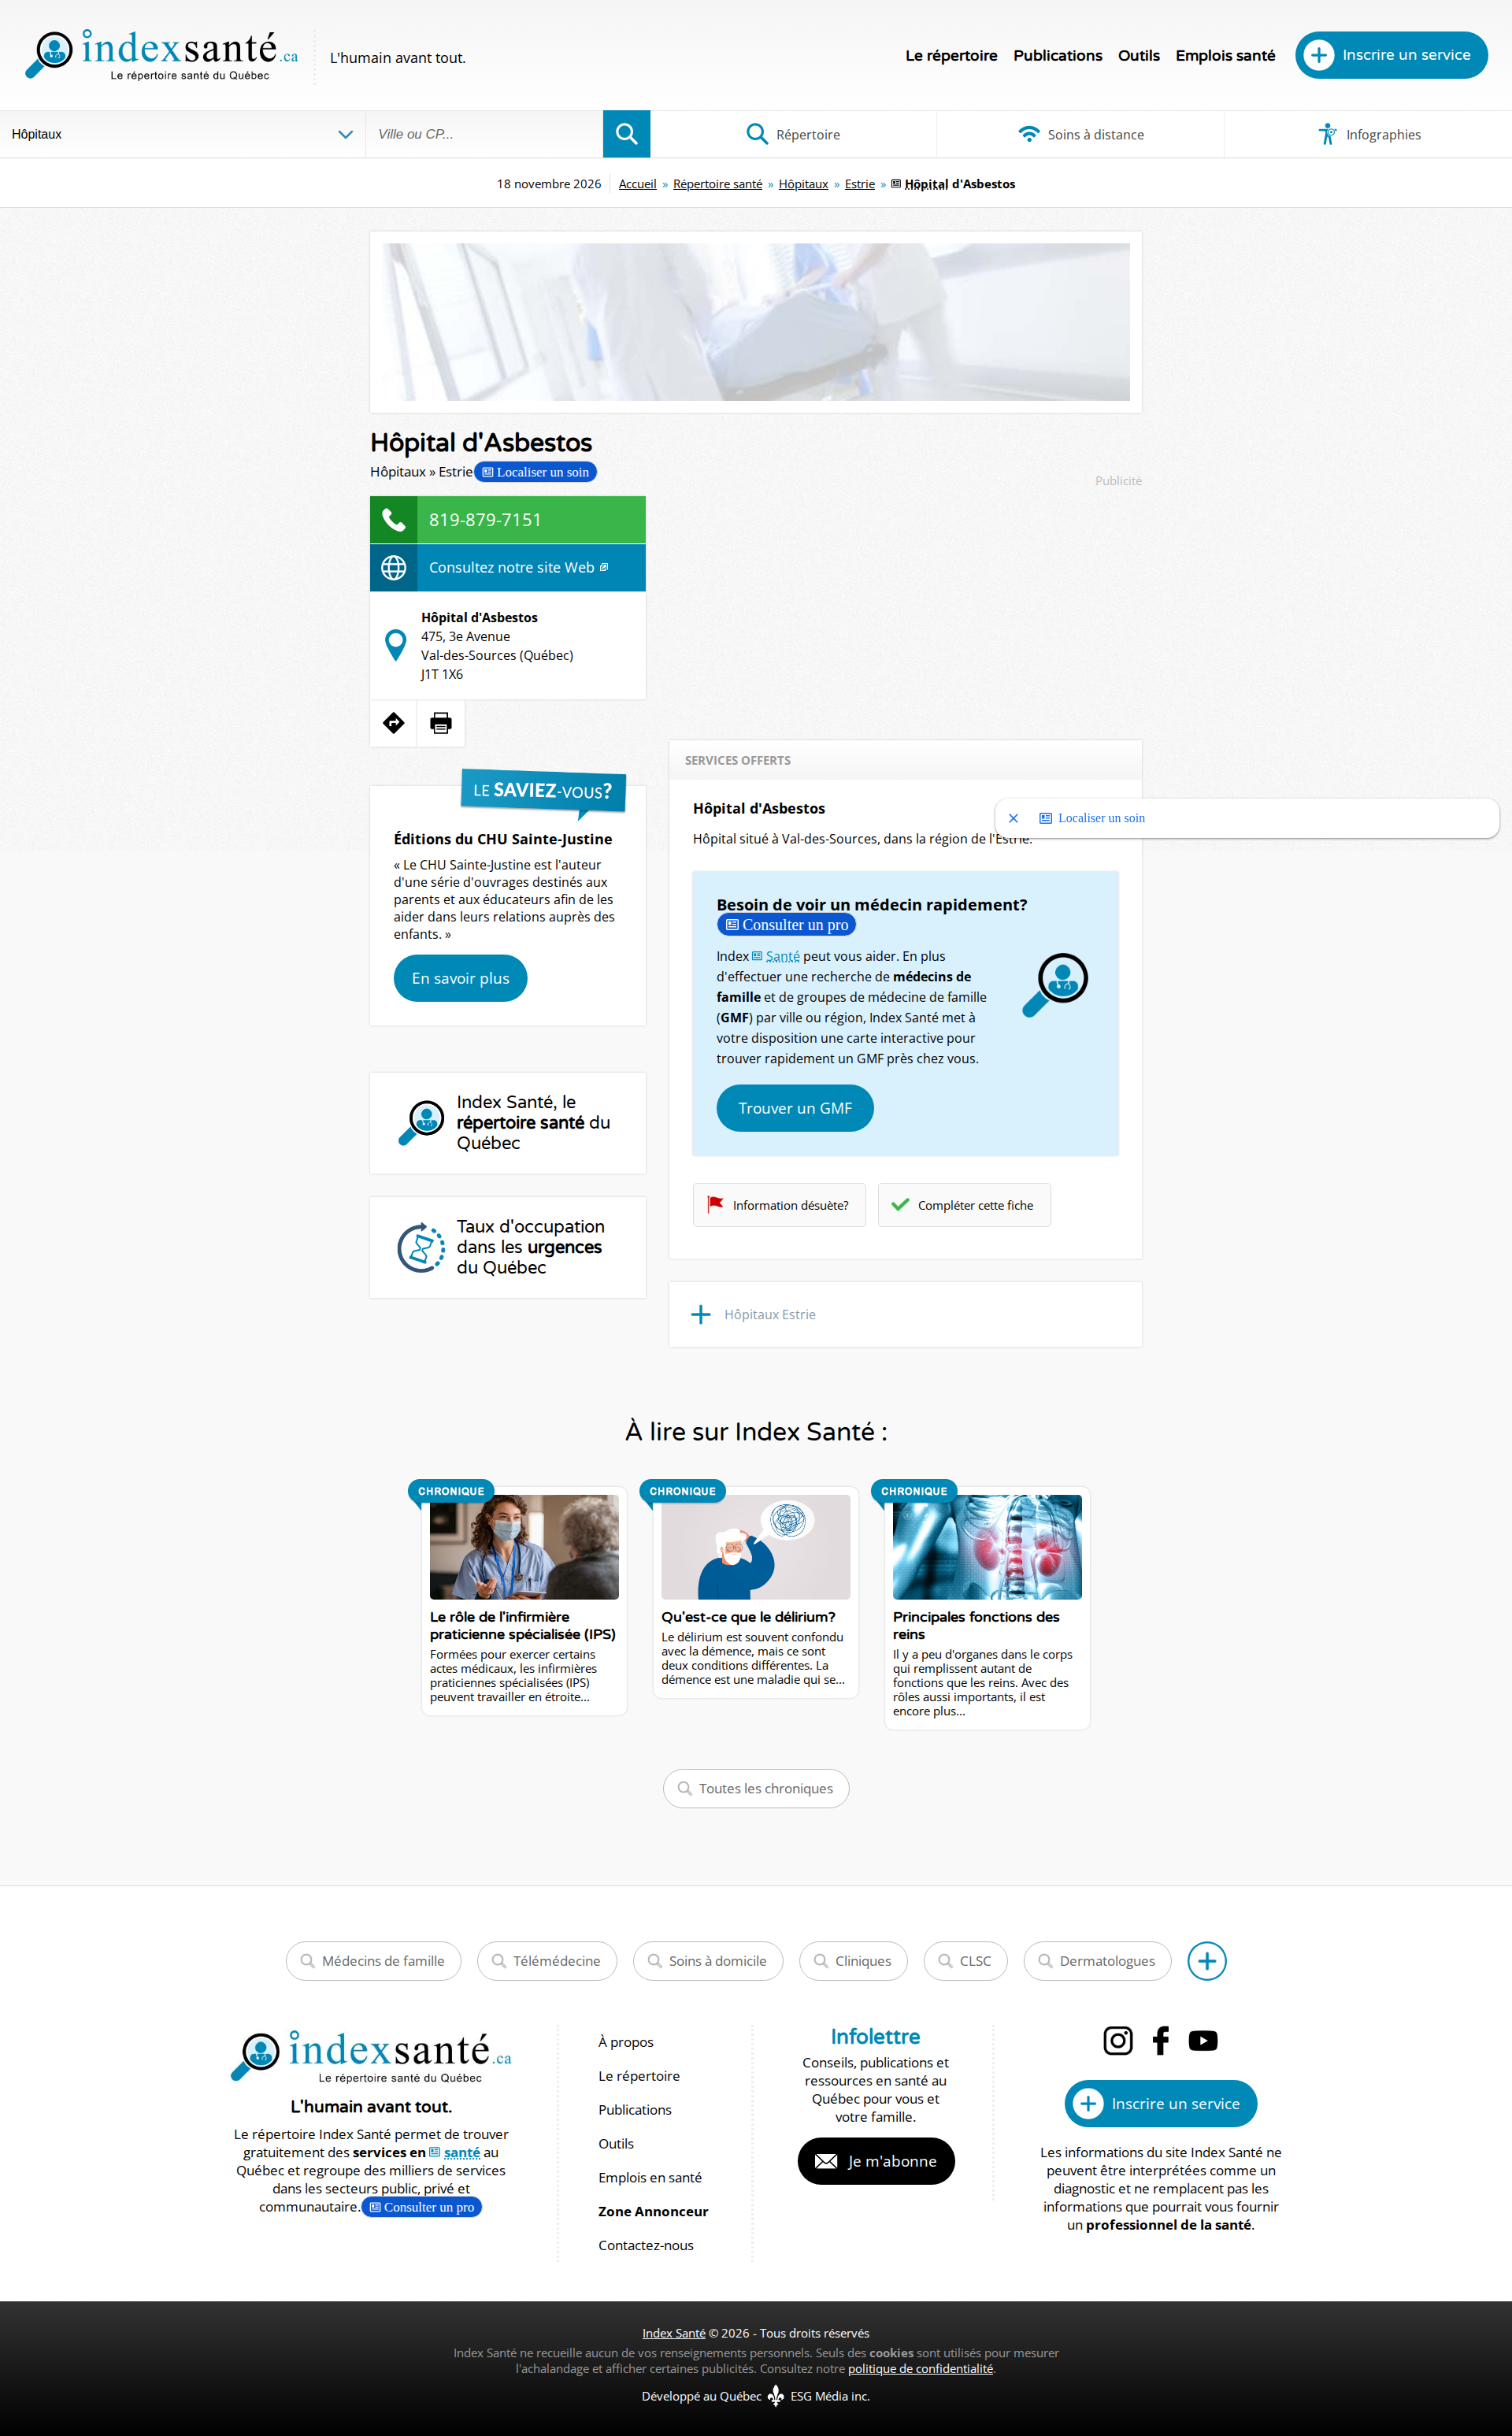 indexsanté.ca
Le répertoire santé du Québec
L'humain avant tout.
Le répertoire
Publications
Outils
Emplois santé
Inscrire un service
Hôpitaux
Ville ou CP...
Répertoire
Soins à distance
Infographies
18 novembre 2026
Accueil » Répertoire santé » Hôpitaux » Estrie » Hôpital d'Asbestos
Hôpital d'Asbestos
Hôpitaux » Estrie Localiser un soin
Publicité
819-879-7151
Consultez notre site Web
Hôpital d'Asbestos
475, 3e Avenue
Val-des-Sources (Québec)
J1T 1X6
LE SAVIEZ-VOUS?
Éditions du CHU Sainte-Justine
« Le CHU Sainte-Justine est l'auteur
d'une série d'ouvrages destinés aux
parents et aux éducateurs afin de les
aider dans leurs relations auprès des
enfants. »
En savoir plus
Index Santé, le
répertoire santé du
Québec
Taux d'occupation
dans les urgences
du Québec
SERVICES OFFERTS
Hôpital d'Asbestos
Localiser un soin
Hôpital situé à Val-des-Sources, dans la région de l'Estrie.
Besoin de voir un médecin rapidement?
Consulter un pro
Index Santé peut vous aider. En plus
d'effectuer une recherche de médecins de
famille et de groupes de médecine de famille
(GMF) par ville ou région, Index Santé met à
votre disposition une carte interactive pour
trouver rapidement un GMF près chez vous.
Trouver un GMF
Information désuète?
Compléter cette fiche
Hôpitaux Estrie
À lire sur Index Santé :
CHRONIQUE
Le rôle de l'infirmière
praticienne spécialisée (IPS)
Formées pour exercer certains
actes médicaux, les infirmières
praticiennes spécialisées (IPS)
peuvent travailler en étroite...
CHRONIQUE
Qu'est-ce que le délirium?
Le délirium est souvent confondu
avec la démence, mais ce sont
deux conditions différentes. La
démence est une maladie qui se...
CHRONIQUE
Principales fonctions des
reins
Il y a peu d'organes dans le corps
qui remplissent autant de
fonctions que les reins. Avec des
rôles aussi importants, il est
encore plus...
Toutes les chroniques
Médecins de famille
Télémédecine
Soins à domicile
Cliniques
CLSC
Dermatologues
indexsanté.ca
Le répertoire santé du Québec
L'humain avant tout.
Le répertoire Index Santé permet de trouver
gratuitement des services en santé au
Québec et regroupe des milliers de services
dans les secteurs public, privé et
communautaire. Consulter un pro
À propos
Le répertoire
Publications
Outils
Emplois en santé
Zone Annonceur
Contactez-nous
Infolettre
Conseils, publications et
ressources en santé au
Québec pour vous et
votre famille.
Je m'abonne
Inscrire un service
Les informations du site Index Santé ne
peuvent être interprétées comme un
diagnostic et ne remplacent pas les
informations que pourrait vous fournir
un professionnel de la santé.
Index Santé © 2026 - Tous droits réservés
Index Santé ne recueille aucun de vos renseignements personnels. Seuls des cookies sont utilisés pour mesurer
l'achalandage et afficher certaines publicités. Consultez notre politique de confidentialité.
Développé au Québec ESG Média inc.